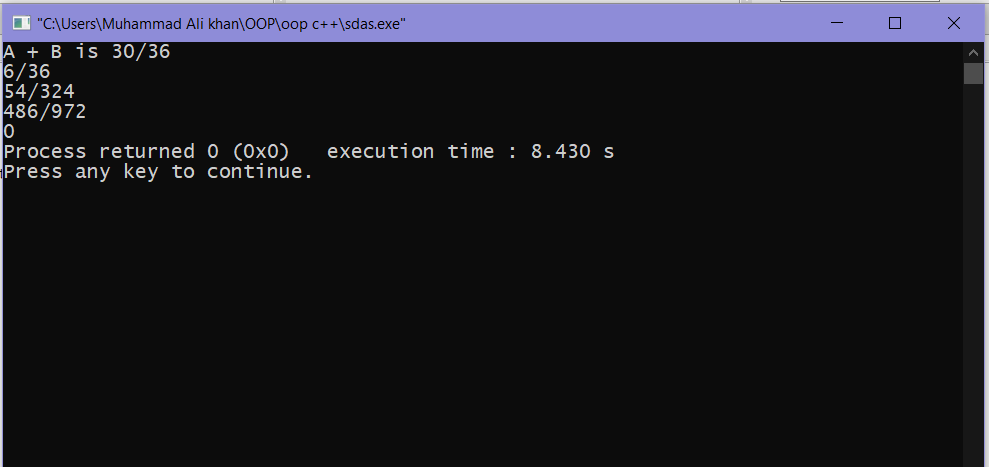 "C:\Users\Muhammad Ali khan\OOP\oop c++\sdas.exe"
A + B is 30/36
6/36
54/324
486/972
0
Process returned 0 (0x0)   execution time : 8.430 s
Press any key to continue.